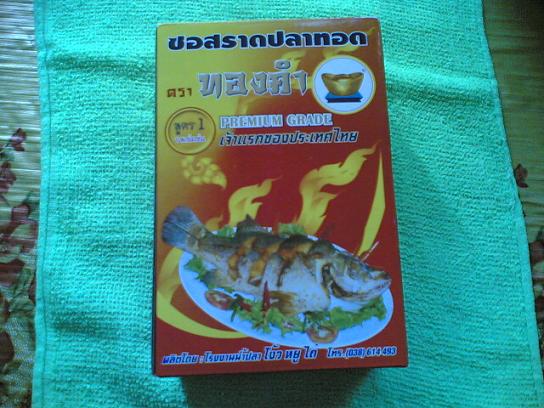 ซอสราดปลาทอด
ตรา ทองคำ
สูตร 1
PREMIUM GRADE
เจ้าแรกของประเทศไทย
ผลิตโดย : โรงงานน้ำปลา โง้ว หยู ไถ่ โทร. (038) 614 493